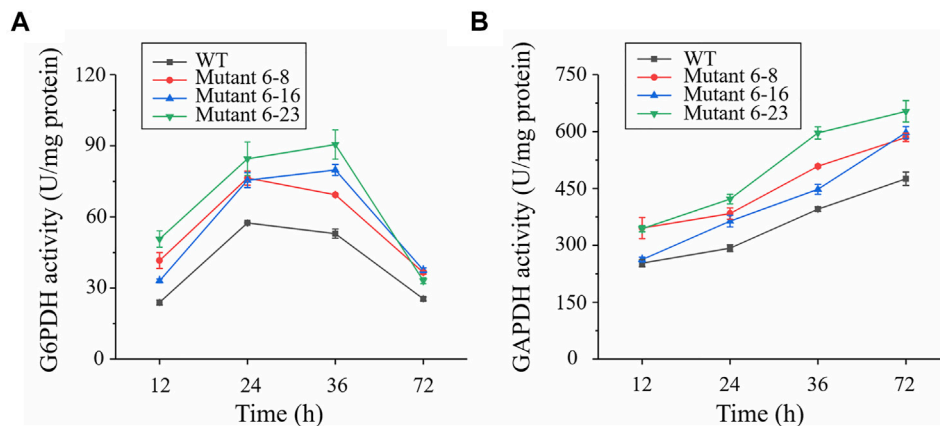 A
G6PDH activity (U/mg protein)
120
90
60
30
0
WT
Mutant 6-8
Mutant 6-16
Mutant 6-23
12 24 36 72
Time (h)
B
GAPDH activity (U/mg protein)
750
600
450
300
150
0
WT
Mutant 6-8
Mutant 6-16
Mutant 6-23
12 24 36 72
Time (h)